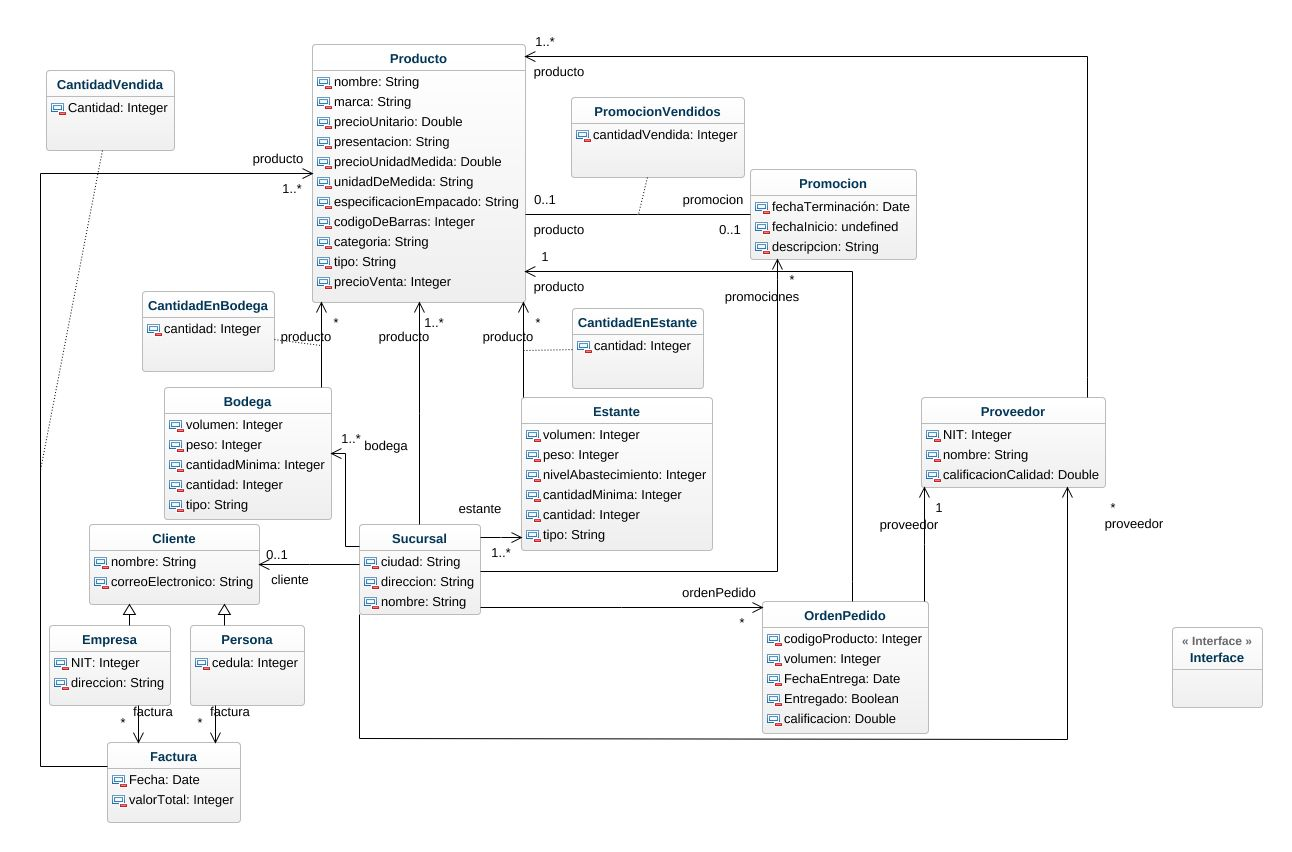 1..*
producto
Producto
nombre: String
marca: String
precioUnitario: Double
presentacion: String
precioUnidadMedida: Double
unidadDeMedida: String
especificacionEmpacado: String
codigoDeBarras: Integer
categoria: String
tipo: String
precioVenta: Integer
CantidadVendida
Cantidad: Integer
producto
1..*
PromocionVendidos
cantidadVendida: Integer
0..1
promocion
producto
0..1
Promocion
fechaTerminación: Date
fechaInicio: undefined
descripcion: String
1
producto
*
promociones
CantidadEnBodega
cantidad: Integer
*
producto
1..*
producto
*
producto
CantidadEnEstante
cantidad: Integer
Bodega
volumen: Integer
peso: Integer
cantidadMinima: Integer
cantidad: Integer
tipo: String
1..*
bodega
Estante
volumen: Integer
peso: Integer
nivelAbastecimiento: Integer
cantidadMinima: Integer
cantidad: Integer
tipo: String
Proveedor
NIT: Integer
nombre: String
calificacionCalidad: Double
estante
1..*
1
proveedor
*
proveedor
Cliente
nombre: String
correoElectronico: String
0..1
cliente
Sucursal
ciudad: String
direccion: String
nombre: String
ordenPedido
*
OrdenPedido
codigoProducto: Integer
volumen: Integer
FechaEntrega: Date
Entregado: Boolean
calificacion: Double
Empresa
NIT: Integer
direccion: String
Persona
cedula: Integer
« Interface »
Interface
factura
*
factura
*
Factura
Fecha: Date
valorTotal: Integer